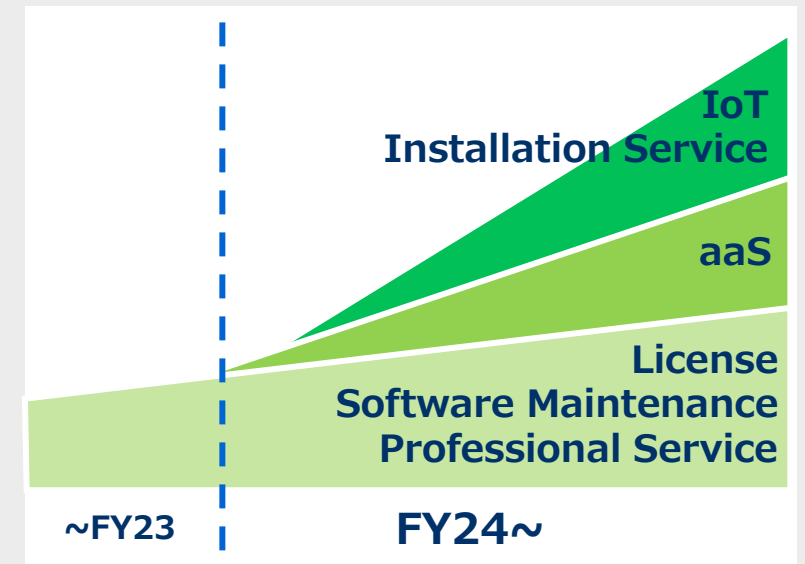 IoT
Installation Service
aaS
License
Software Maintenance
Professional Service
~FY23
FY24~